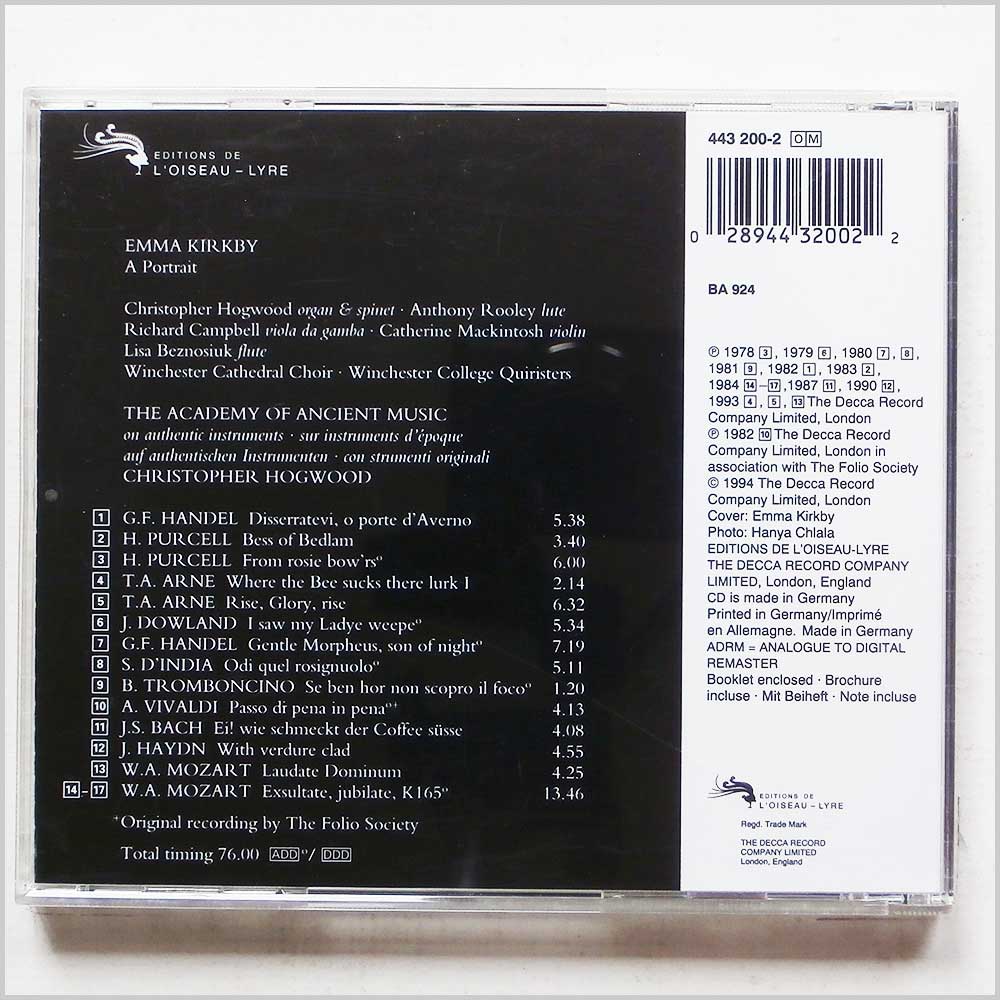 EDITIONS DE
L'OISEAU-LYRE
EMMA KIRKBY
A Portrait
Christopher Hogwood organ & spinet · Anthony Rooley lute
Richard Campbell viola da gamba · Catherine Mackintosh violin
Lisa Beznosiuk flute
Winchester Cathedral Choir · Winchester College Quiristers
THE ACADEMY OF ANCIENT MUSIC
on authentic instruments · sur instruments d'époque
auf authentischen Instrumenten · con strumenti originali
CHRISTOPHER HOGWOOD
1 G.F. HANDEL Disserratevi, o porte d'Averno 5.38
2 H. PURCELL Bess of Bedlam 3.40
3 H. PURCELL From rosie bow'rs° 6.00
4 T.A. ARNE Where the Bee sucks there lurk I 2.14
5 T.A. ARNE Rise, Glory, rise 6.32
6 J. DOWLAND I saw my Ladye weepe° 5.34
7 G.F. HANDEL Gentle Morpheus, son of night° 7.19
8 S. D'INDIA Odi quel rosignuolo° 5.11
9 B. TROMBONCINO Se ben hor non scopro il foco° 1.20
10 A. VIVALDI Passo di pena in pena°+ 4.13
11 J.S. BACH Ei! wie schmeckt der Coffee süsse 4.08
12 J. HAYDN With verdure clad 4.55
13 W.A. MOZART Laudate Dominum 4.25
14-17 W.A. MOZART Exsultate, jubilate, K165° 13.46
+Original recording by The Folio Society
Total timing 76.00 ADD °/ DDD
443 200-2 OM
0 28944 32002 2
BA 924
℗ 1978 3, 1979 6, 1980 7, 8,
1981 9, 1982 1, 1983 2,
1984 14-17, 1987 11, 1990 12,
1993 4, 5, 13 The Decca Record
Company Limited, London
℗ 1982 10 The Decca Record
Company Limited, London in
association with The Folio Society
© 1994 The Decca Record
Company Limited, London
Cover: Emma Kirkby
Photo: Hanya Chlala
EDITIONS DE L'OISEAU-LYRE
THE DECCA RECORD COMPANY
LIMITED, London, England
CD is made in Germany
Printed in Germany/Imprimé
en Allemagne. Made in Germany
ADRM = ANALOGUE TO DIGITAL
REMASTER
Booklet enclosed · Brochure
incluse · Mit Beiheft · Note incluse
EDITIONS DE
L'OISEAU-LYRE
Regd. Trade Mark
THE DECCA RECORD
COMPANY LIMITED
London, England